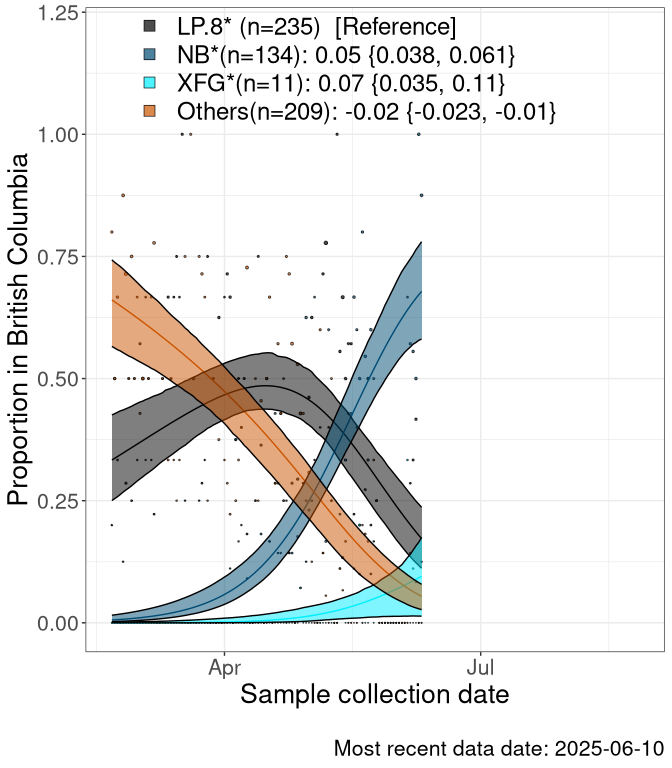 LP.8* (n=235) [Reference]
NB*(n=134): 0.05 {0.038, 0.061}
XFG*(n=11): 0.07 {0.035, 0.11}
Others(n=209): -0.02 {-0.023, -0.01}
Proportion in British Columbia
1.25
1.00
0.75
0.50
0.25
0.00
Apr
Jul
Sample collection date
Most recent data date: 2025-06-10